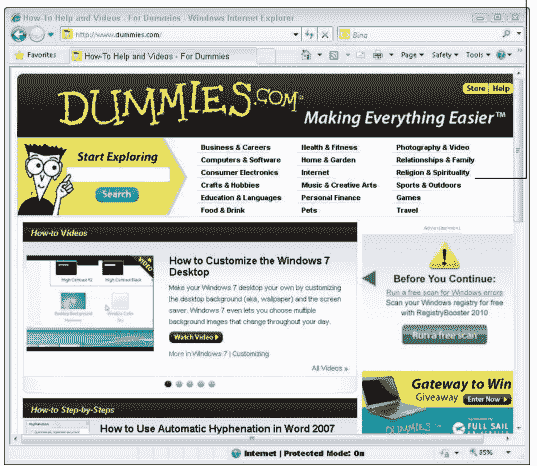 How-To Help and Videos - For Dummies - Windows Internet Explorer
http://www.dummies.com/
Bing
Favorites
How-To Help and Videos - For Dummies
Page
Safety
Tools
Store | Help
DUMMIES.COM
Making Everything Easier™
Start Exploring
Search
Business & Careers
Computers & Software
Consumer Electronics
Crafts & Hobbies
Education & Languages
Food & Drink
Health & Fitness
Home & Garden
Internet
Music & Creative Arts
Personal Finance
Pets
Photography & Video
Relationships & Family
Religion & Spirituality
Sports & Outdoors
Games
Travel
How-to Videos
VIDEO
How to Customize the Windows 7
Desktop
Make your Windows 7 desktop your own by customizing
the desktop background (aka, wallpaper) and the screen
saver. Windows 7 even lets you choose multiple
background images that change throughout your day.
Watch Video
More in Windows 7 | Customizing
All Videos »
Advertisement
Before You Continue:
Run a free scan for Windows errors
Scan your Windows registry for free
with RegistryBooster 2010
Run a free scan
Gateway to Win
Giveaway
Enter Now
DUMMIES
FULL SAIL
How-to Step-by-Steps
How to Use Automatic Hyphenation in Word 2007
Internet | Protected Mode: On
85%